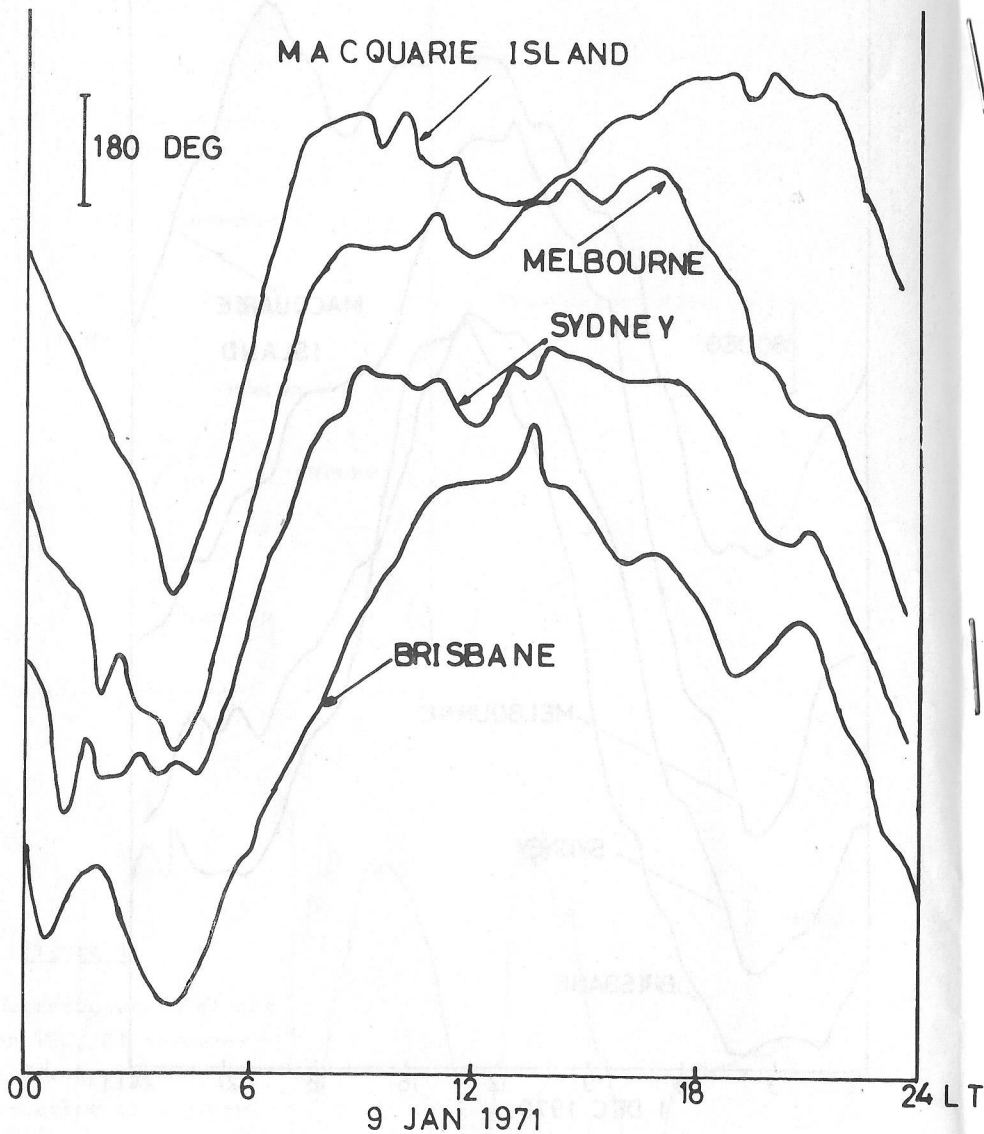 MACQUARIE ISLAND
180 DEG
MELBOURNE
SYDNEY
BRISBANE
00 6 12 18 24 LT
9 JAN 1971